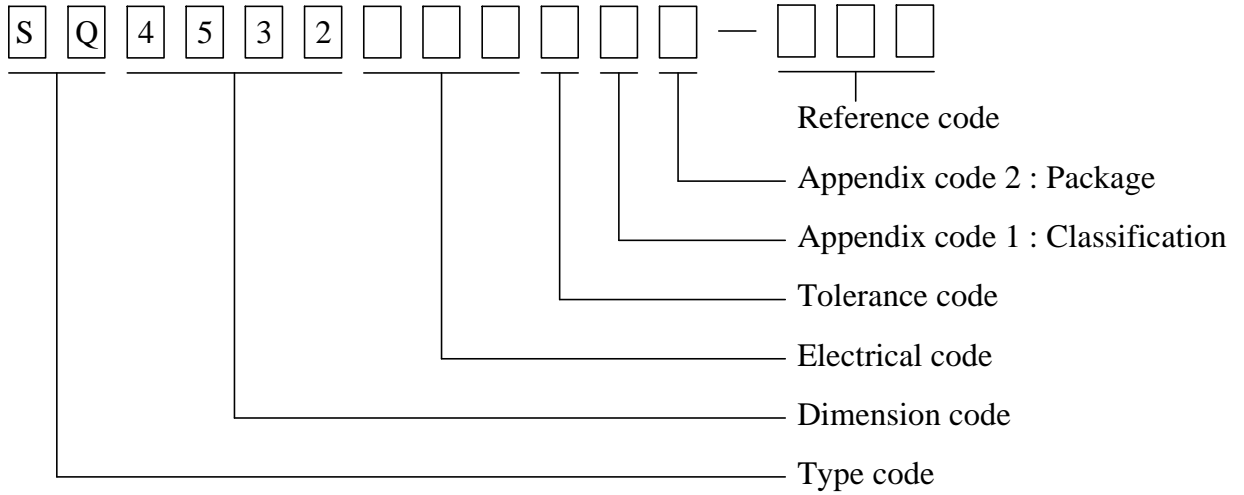 S Q 4 5 3 2 —
Reference code
Appendix code 2 : Package
Appendix code 1 : Classification
Tolerance code
Electrical code
Dimension code
Type code